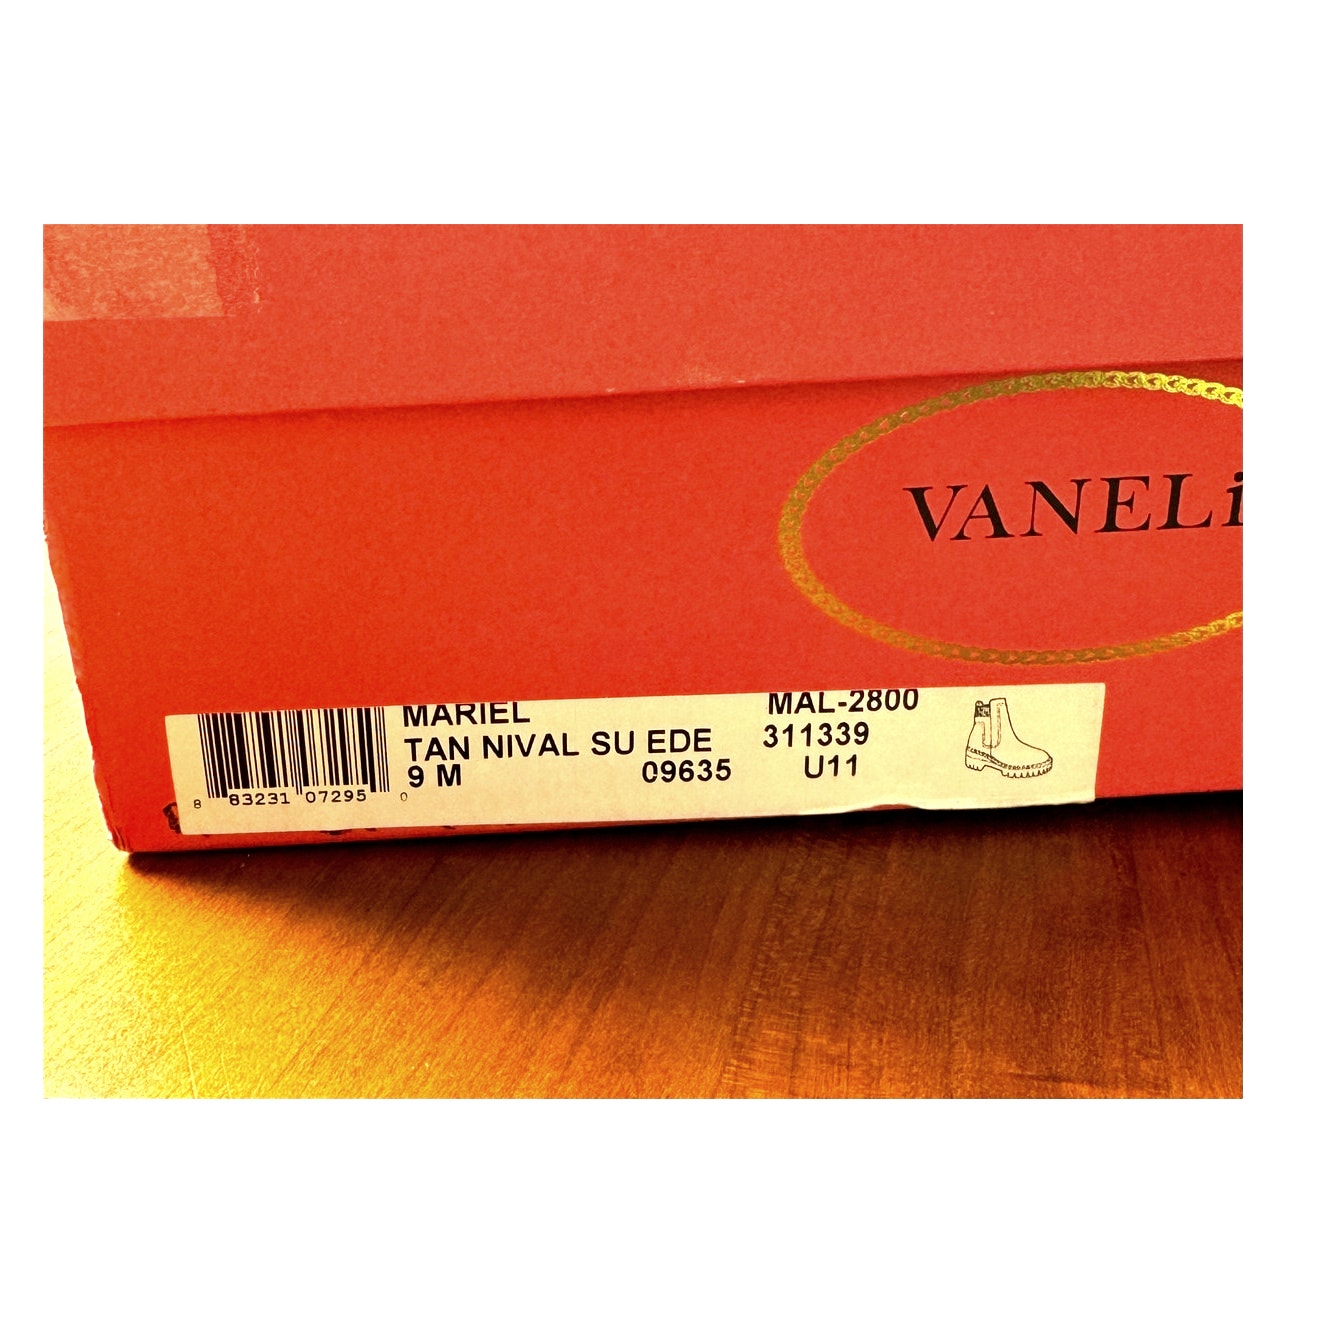 VANELi
MARIEL MAL-2800
TAN NIVAL SU EDE 311339
9 M 09635 U11
8 83231 07295 0